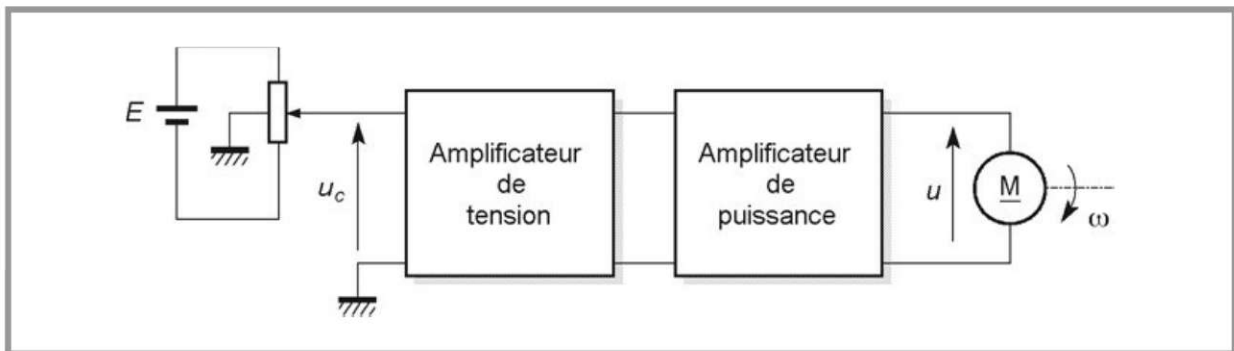 E
u_c
Amplificateur
de
tension
Amplificateur
de
puissance
u
M
ω